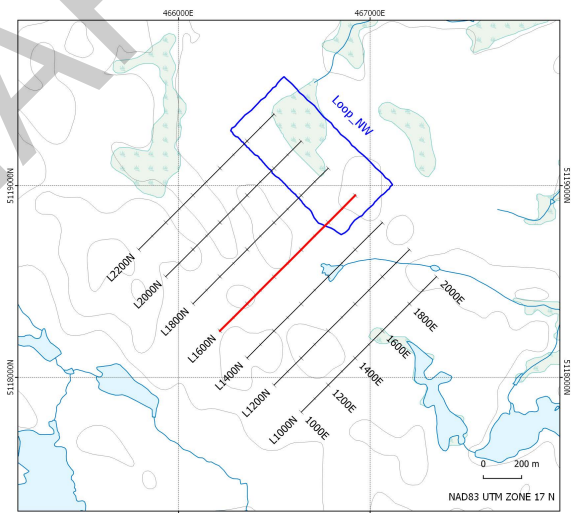 466000E
467000E
Loop_NW
5119000N
5119000N
L2200N
L2000N
2000E
L1800N
1800E
L1600N
1600E
L1400N
1400E
L1200N
1200E
L1000N
1000E
5118000N
5118000N
0 200 m
NAD83 UTM ZONE 17 N